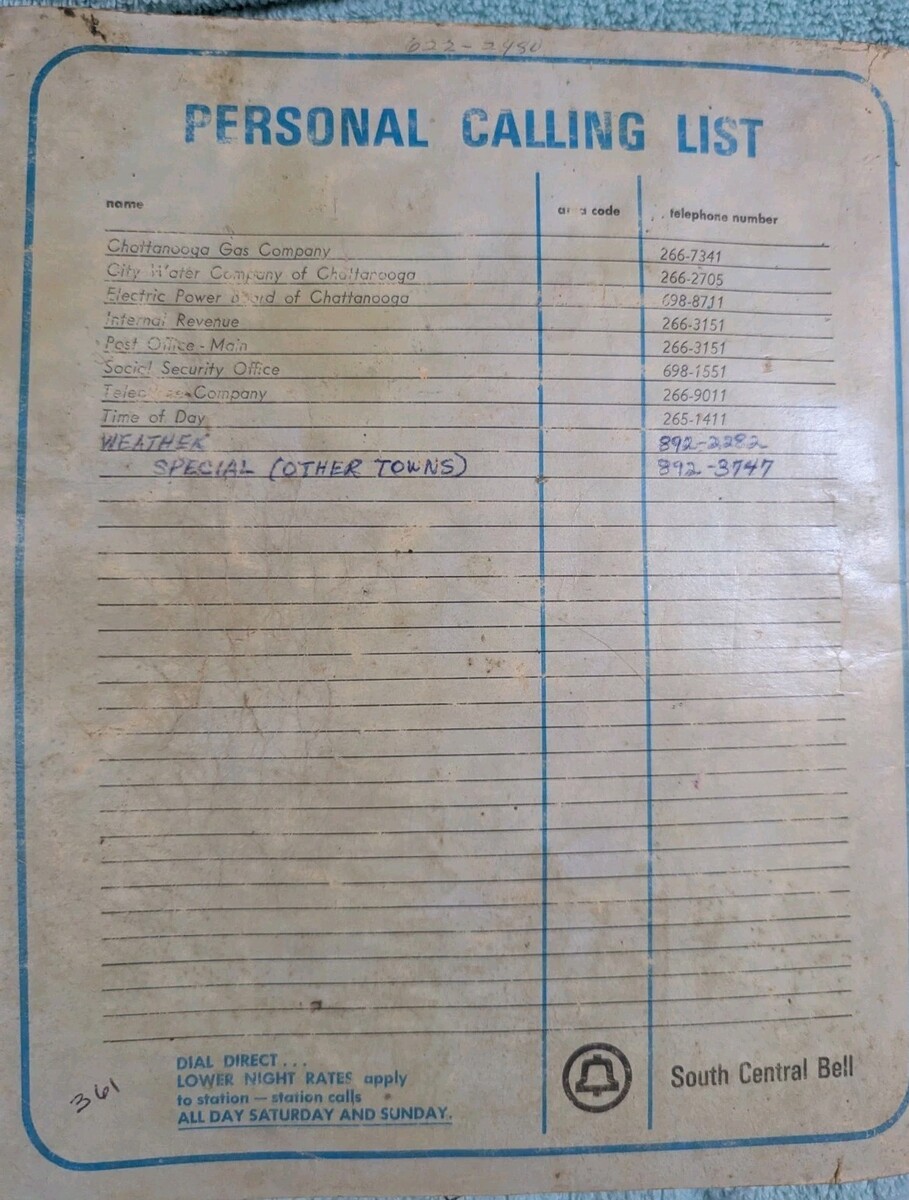 622-2480
PERSONAL CALLING LIST
name area code telephone number
Chattanooga Gas Company 266-7341
City Water Company of Chattanooga 266-2705
Electric Power Board of Chattanooga 698-8711
Internal Revenue 266-3151
Post Office - Main 266-3151
Social Security Office 698-1551
Telephone Company 266-9011
Time of Day 265-1411
WEATHER 892-2282
SPECIAL (OTHER TOWNS) 892-3747
DIAL DIRECT . . .
LOWER NIGHT RATES apply
to station — station calls
ALL DAY SATURDAY AND SUNDAY.
South Central Bell
361